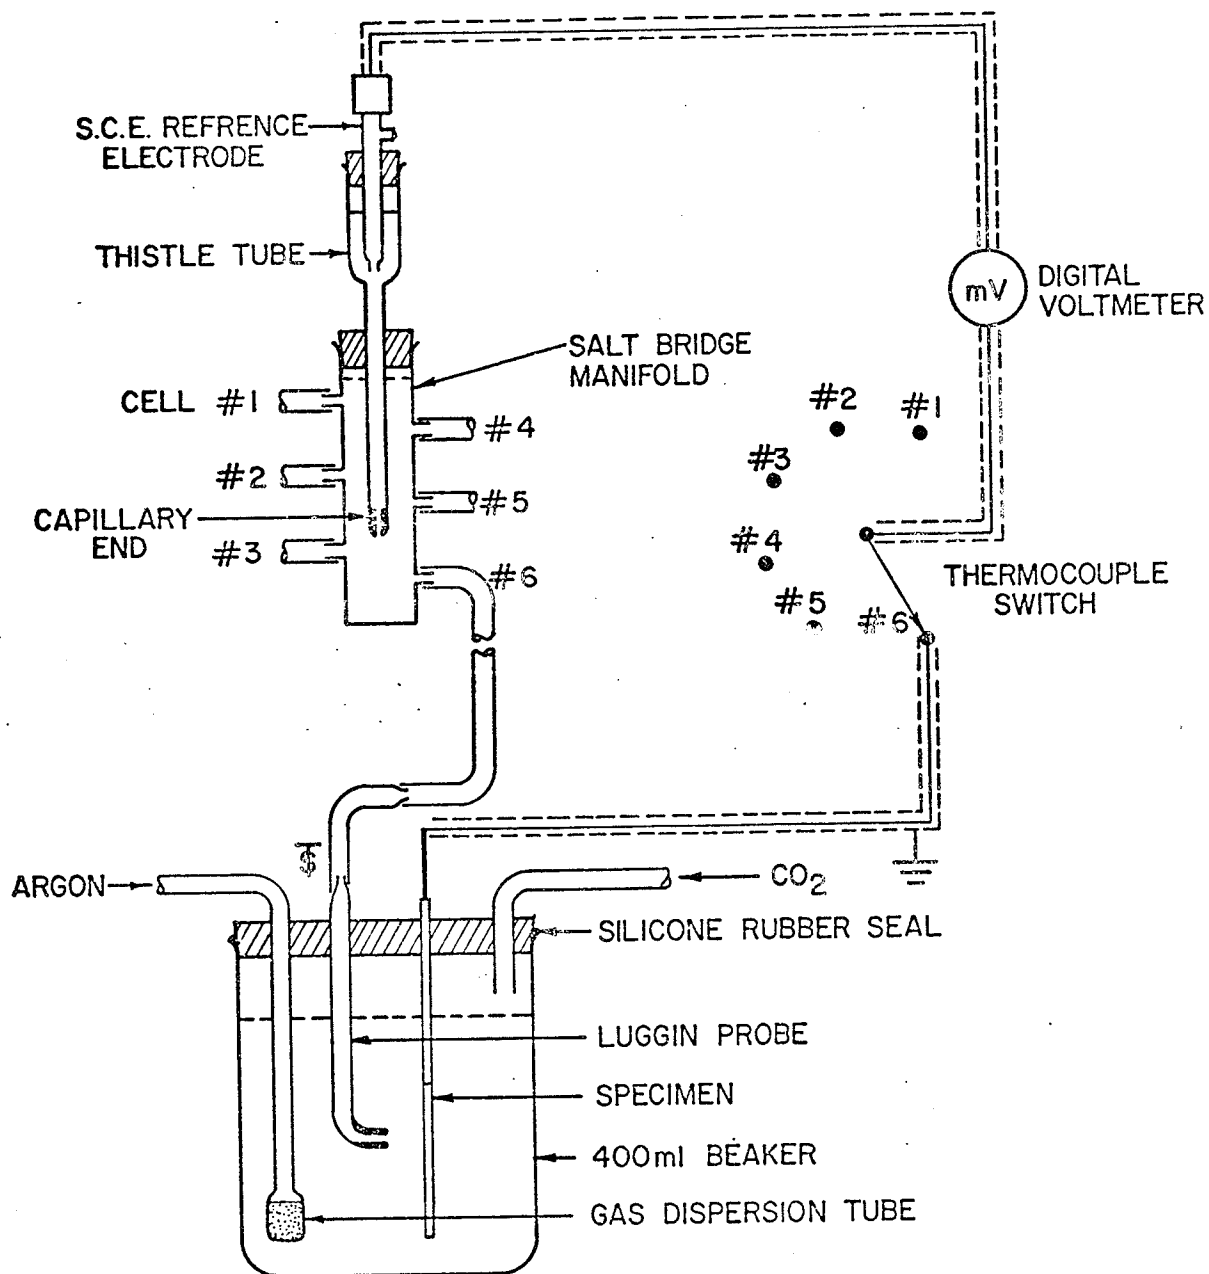 S.C.E. REFRENCE
ELECTRODE
THISTLE TUBE
mV
DIGITAL
VOLTMETER
SALT BRIDGE
MANIFOLD
CELL #1
#4
#2
#5
CAPILLARY
END
#3
#6
#2
#1
#3
#4
#5
#6
THERMOCOUPLE
SWITCH
ARGON
CO2
SILICONE RUBBER SEAL
LUGGIN PROBE
SPECIMEN
400ml BEAKER
GAS DISPERSION TUBE